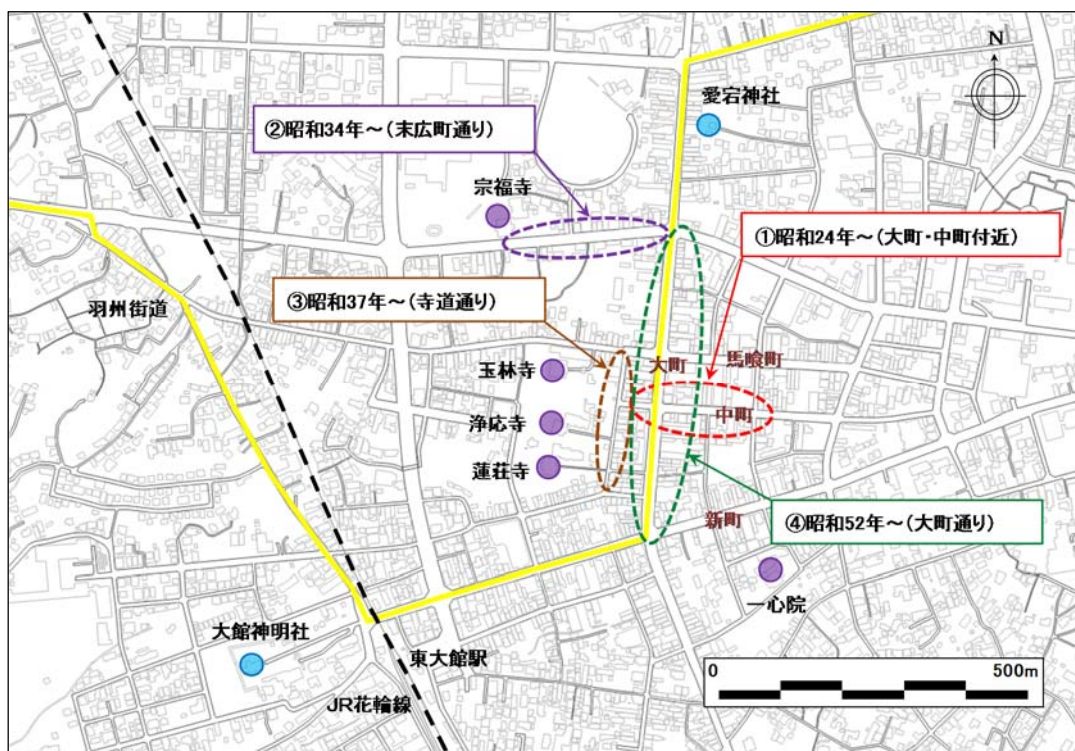 N
愛宕神社
②昭和34年～(末広町通り)
宗福寺
①昭和24年～(大町・中町付近)
③昭和37年～(寺道通り)
羽州街道
大町
馬喰町
玉林寺
中町
浄応寺
蓮荘寺
新町
④昭和52年～(大町通り)
一心院
大館神明社
東大館駅
JR花輪線
0
500m